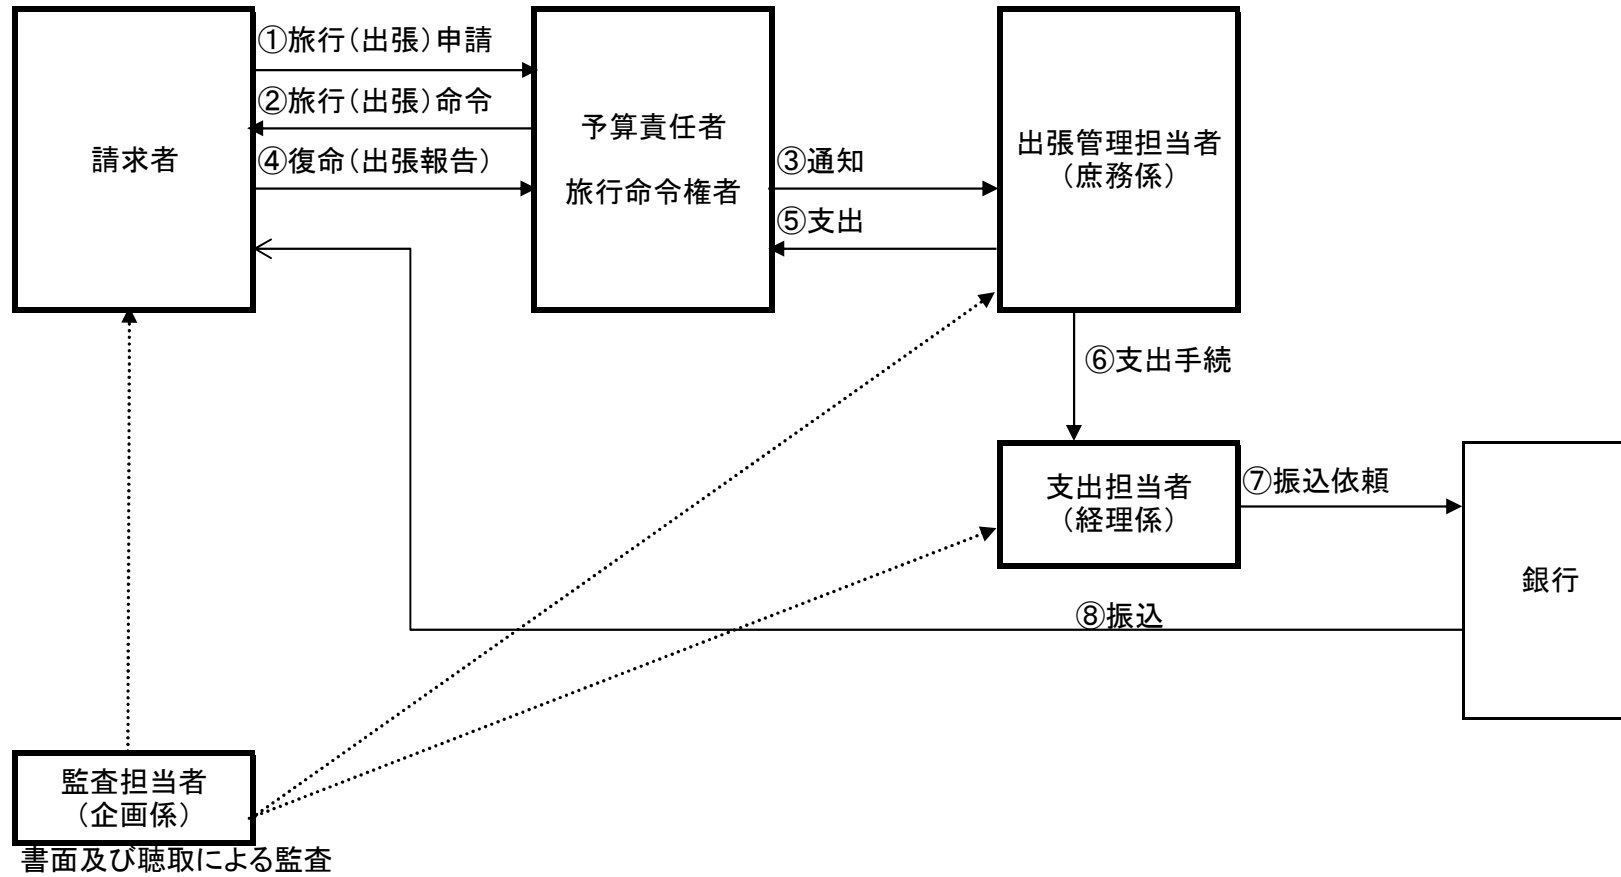 ①旅行（出張）申請
②旅行（出張）命令
請求者
④復命（出張報告）
予算責任者
旅行命令権者
③通知
⑤支出
出張管理担当者
（庶務係）
⑥支出手続
支出担当者
（経理係）
⑦振込依頼
銀行
⑧振込
監査担当者
（企画係）
書面及び聴取による監査